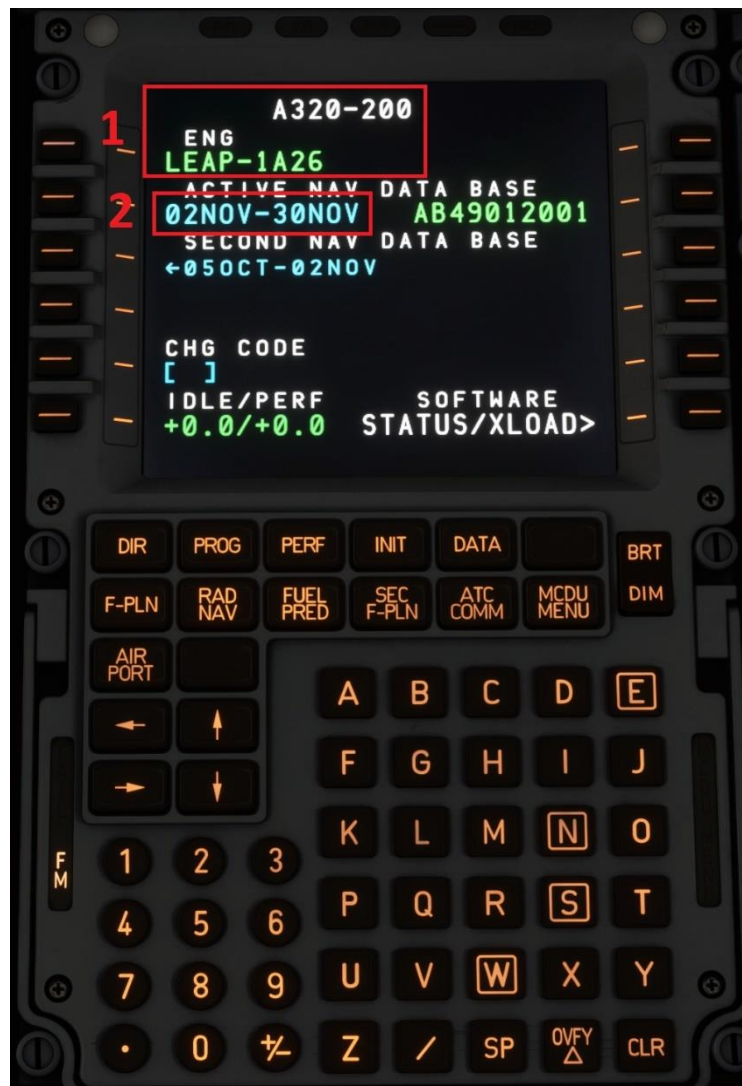 1
A320-200
ENG
LEAP-1A26
ACTIVE NAV DATA BASE
2
02NOV-30NOV AB49012001
SECOND NAV DATA BASE
←05OCT-02NOV
CHG CODE
[ ]
IDLE/PERF SOFTWARE
+0.0/+0.0 STATUS/XLOAD>
DIR PROG PERF INIT DATA
BRT
DIM
F-PLN RAD NAV FUEL PRED SEC F-PLN ATC COMM MCDU MENU
AIR PORT
← ↑
→ ↓
A B C D E
F G H I J
K L M N O
P Q R S T
U V W X Y
Z / SP OVFY △ CLR
FM
1 2 3
4 5 6
7 8 9
. 0 +/-